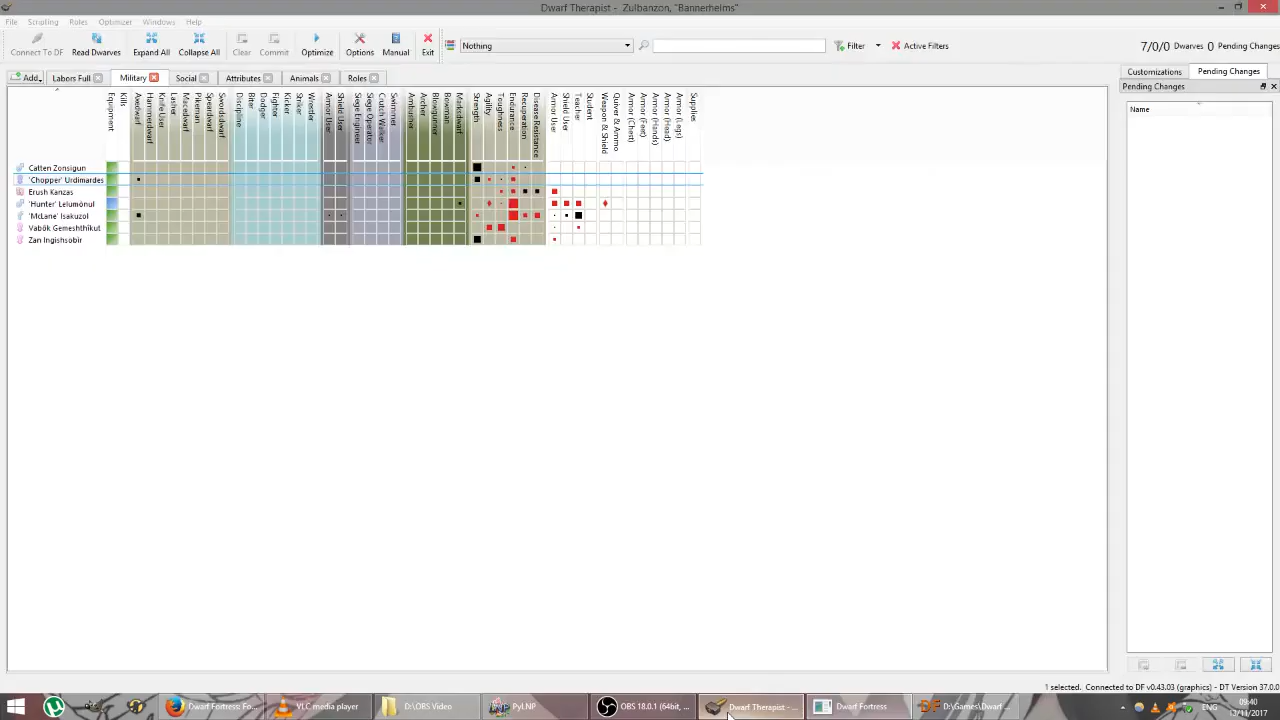 Dwarf Therapist - Zulbanzon, "Bannerhelms"
File Scripting Roles Optimizer Windows Help
Connect To DF Read Dwarves Expand All Collapse All Clear Commit Optimize Options Manual Exit Nothing Filter Active Filters 7/0/0 Dwarves 0 Pending Changes
Add Labors Full Military Social Attributes Animals Roles Customizations Pending Changes
Pending Changes
Name
Equipment
Kills
Axedwarf
Hammerdwarf
Knife User
Lasher
Macedwarf
Pikeman
Speardwarf
Swordsdwarf
Discipline
Biter
Dodger
Fighter
Kicker
Striker
Wrestler
Armor User
Shield User
Siege Engineer
Siege Operator
Crutch Walker
Swimmer
Ambusher
Archer
Blowgunner
Bowman
Marksdwarf
Strength
Agility
Toughness
Endurance
Recuperation
Disease Resistance
Armor User
Shield User
Teacher
Student
Weapon & Shield
Quiver & Ammo
Armor (Chest)
Armor (Feet)
Armor (Hands)
Armor (Head)
Armor (Legs)
Supplies
Catten Zonsigun
'Chopper' Urdimardes
Erush Kanzas
'Hunter' Lelumonul
'McLane' Isakuzol
Vabôk Gemeshthikut
Zan Ingishsobir
1 selected. Connected to DF v0.43.03 (graphics) - DT Version 37.0.0
Dwarf Fortress: Fo... VLC media player D:\OBS Video PyLNP OBS 18.0.1 (64bit, ... Dwarf Therapist - ... Dwarf Fortress D:\Games\Dwarf ... ENG 09:40
12/11/2017